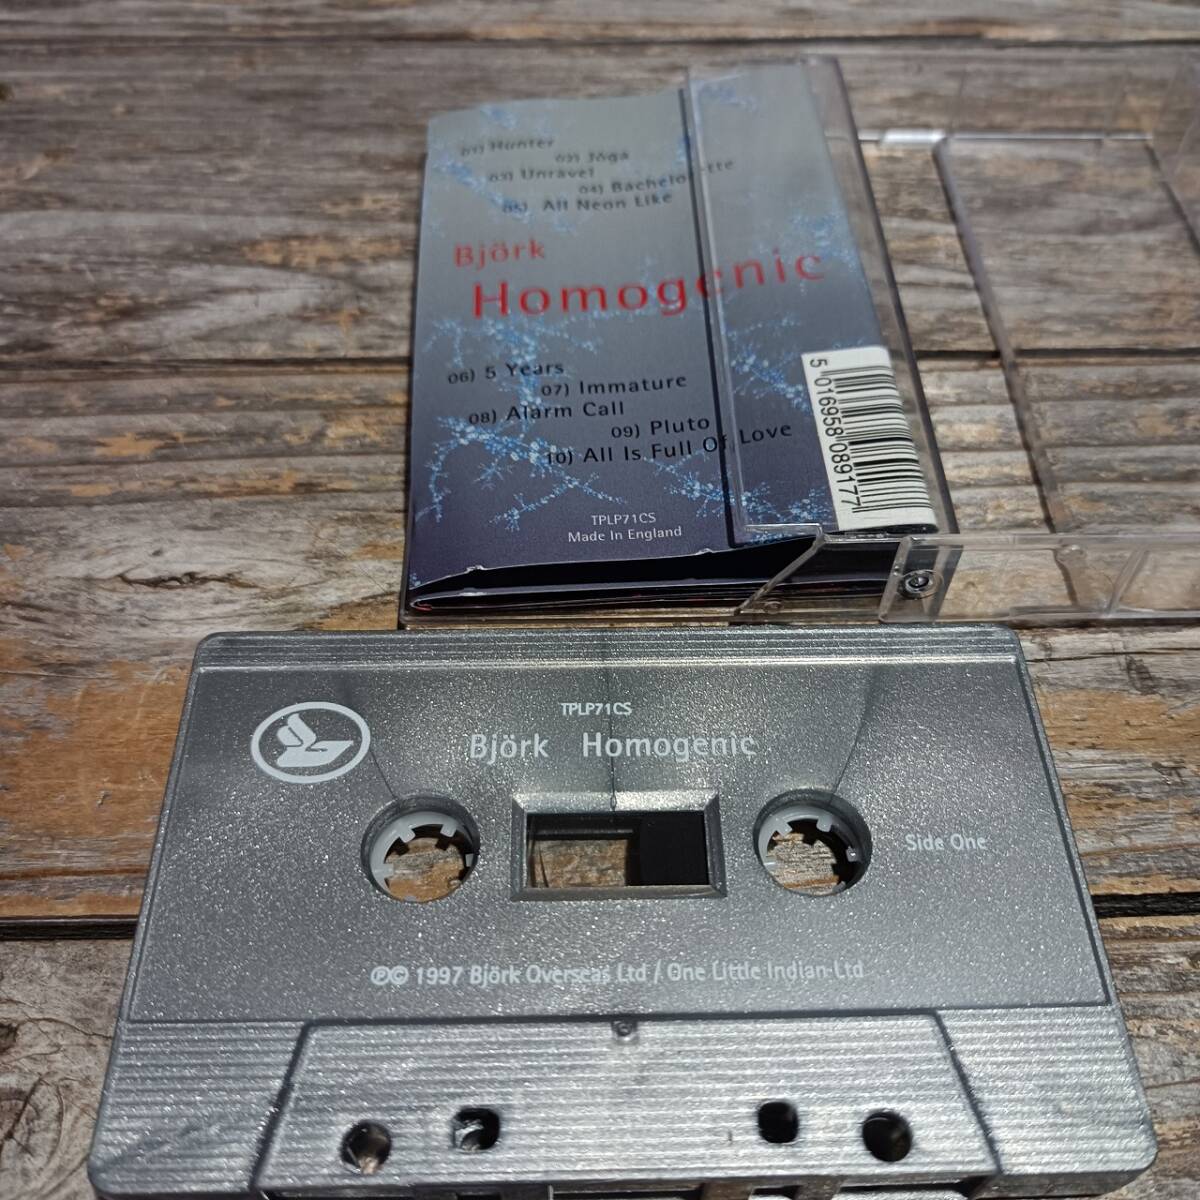 01) Hunter
02) Jóga
03) Unravel
04) Bachelorette
05) All Neon Like
Björk
Homogenic
06) 5 Years
07) Immature
08) Alarm Call
09) Pluto
10) All Is Full Of Love
TPLP71CS
Made In England
5 016958 089177
TPLP71CS
Björk Homogenic
Side One
℗© 1997 Björk Overseas Ltd / One Little Indian Ltd